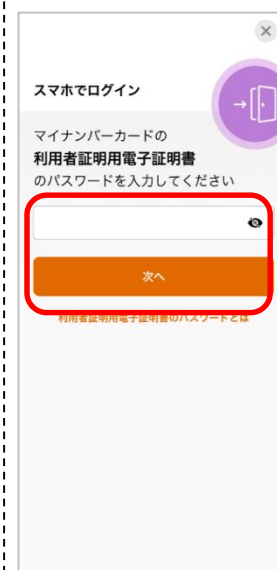 スマホでログイン
マイナンバーカードの
利用者証明用電子証明書
のパスワードを入力してください
次へ
利用者証明用電子証明書のパスワードとは